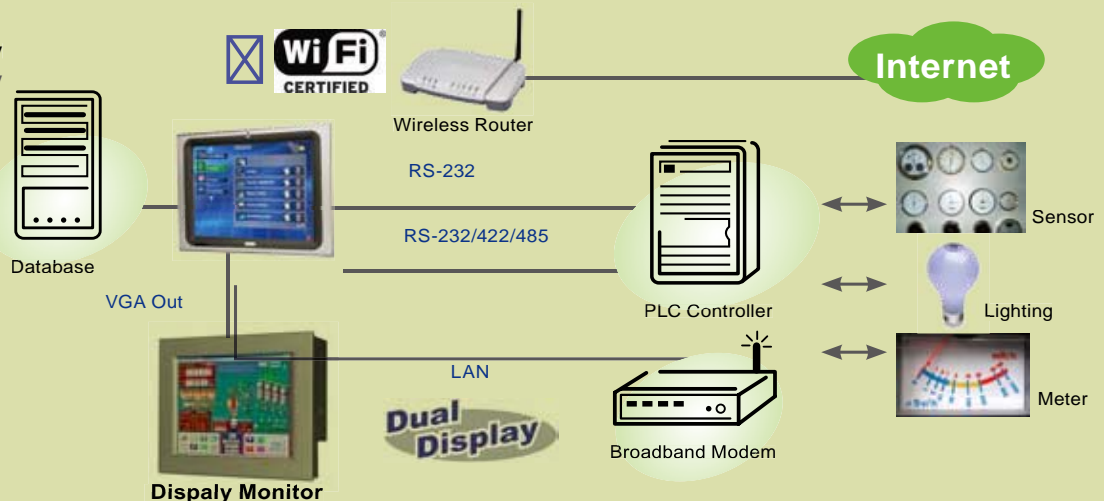 Wi Fi
CERTIFIED
Internet
Wireless Router
RS-232
Sensor
RS-232/422/485
Database
VGA Out
PLC Controller
Lighting
LAN
Meter
Dual
Display
Broadband Modem
Dispaly Monitor